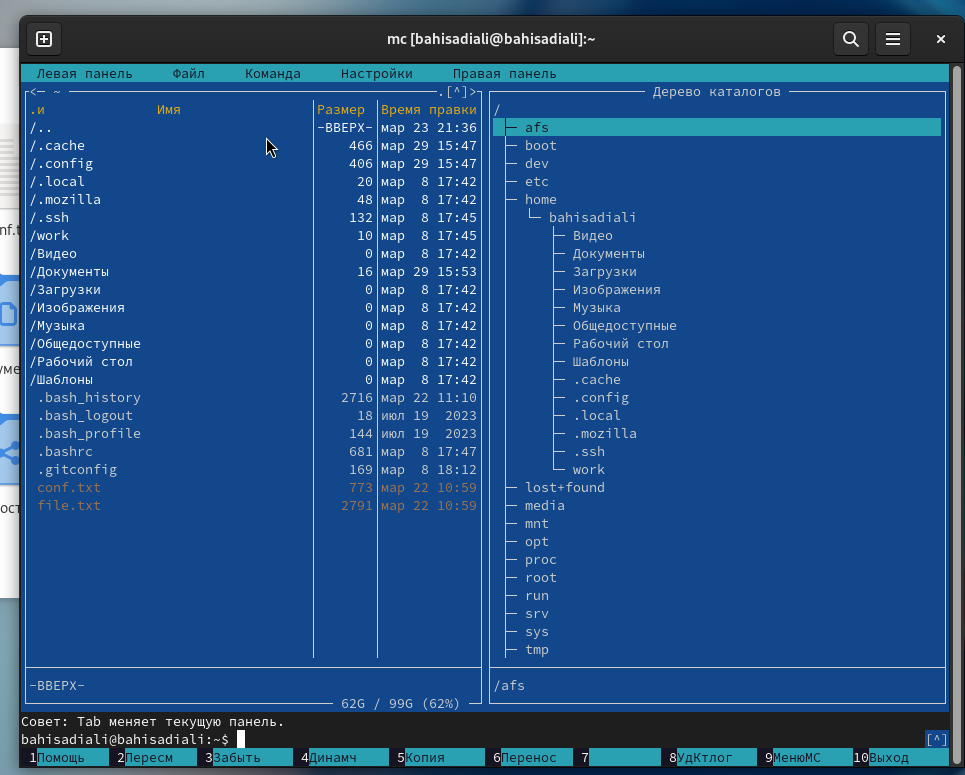 mc [bahisadiali@bahisadiali]:~
Левая панель Файл Команда Настройки Правая панель
<— ~ .[^]>
.и Имя Размер Время правки
/.. -ВВЕРХ- мар 23 21:36
/.cache 466 мар 29 15:47
/.config 406 мар 29 15:47
/.local 20 мар 8 17:42
/.mozilla 48 мар 8 17:42
/.ssh 132 мар 8 17:45
/work 10 мар 8 17:45
/Видео 0 мар 8 17:42
/Документы 16 мар 29 15:53
/Загрузки 0 мар 8 17:42
/Изображения 0 мар 8 17:42
/Музыка 0 мар 8 17:42
/Общедоступные 0 мар 8 17:42
/Рабочий стол 0 мар 8 17:42
/Шаблоны 0 мар 8 17:42
.bash_history 2716 мар 22 11:10
.bash_logout 18 июл 19 2023
.bash_profile 144 июл 19 2023
.bashrc 681 мар 8 17:47
.gitconfig 169 мар 8 18:12
conf.txt 773 мар 22 10:59
file.txt 2791 мар 22 10:59
-ВВЕРХ-
62G / 99G (62%)
Дерево каталогов
/
afs
boot
dev
etc
home
bahisadiali
Видео
Документы
Загрузки
Изображения
Музыка
Общедоступные
Рабочий стол
Шаблоны
.cache
.config
.local
.mozilla
.ssh
work
lost+found
media
mnt
opt
proc
root
run
srv
sys
tmp
/afs
Совет: Tab меняет текущую панель.
bahisadiali@bahisadiali:~$ [^]
1Помощь 2Пересм 3Забыть 4Динамч 5Копия 6Перенос 7 8УдКтлог 9МенюMC 10Выход